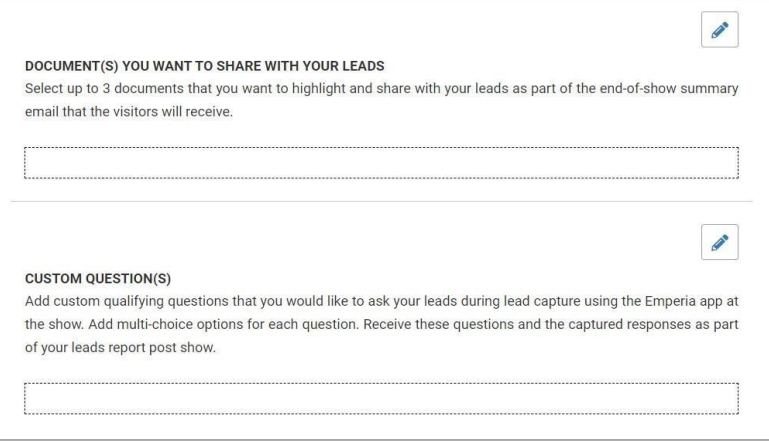 DOCUMENT(S) YOU WANT TO SHARE WITH YOUR LEADS
Select up to 3 documents that you want to highlight and share with your leads as part of the end-of-show summary
email that the visitors will receive.
CUSTOM QUESTION(S)
Add custom qualifying questions that you would like to ask your leads during lead capture using the Emperia app at
the show. Add multi-choice options for each question. Receive these questions and the captured responses as part
of your leads report post show.